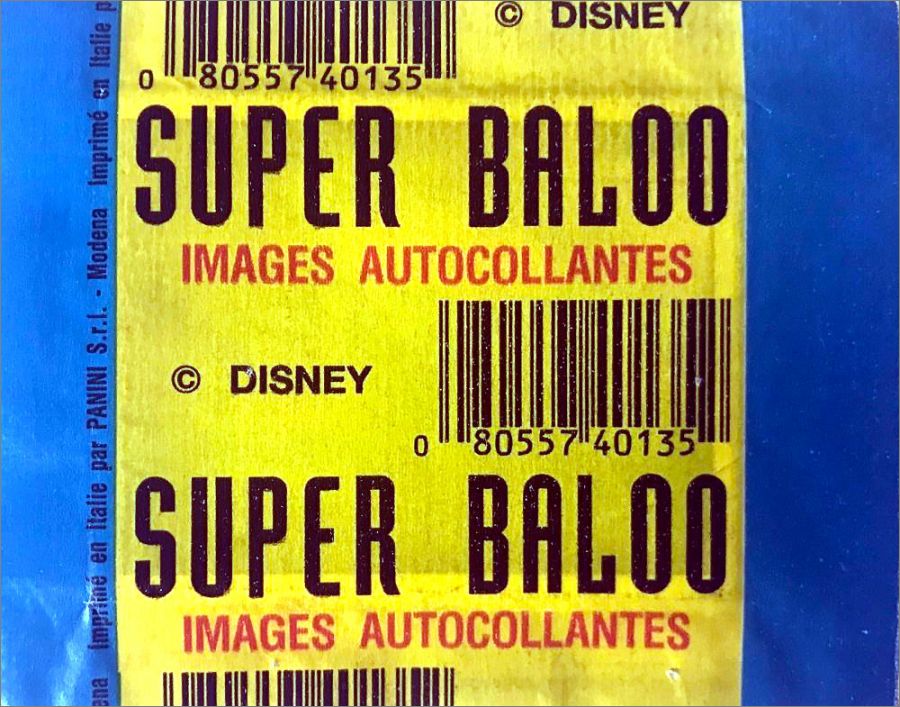 © DISNEY
0 80557 40135
SUPER BALOO
IMAGES AUTOCOLLANTES
© DISNEY
0 80557 40135
SUPER BALOO
IMAGES AUTOCOLLANTES
ena Imprimé en Italie par PANINI S.r.l. - Modena Imprimé en Italie p